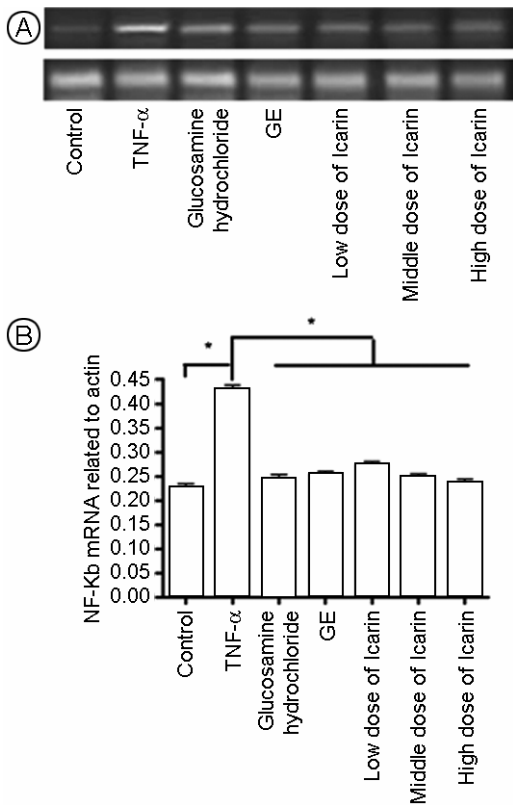 A
Control
TNF-α
Glucosamine
hydrochloride
GE
Low dose of Icarin
Middle dose of Icarin
High dose of Icarin
B
*
*
NF-Kb mRNA related to actin
0.45
0.40
0.35
0.30
0.25
0.20
0.15
0.10
0.05
0.00
Control
TNF-α
Glucosamine
hydrochloride
GE
Low dose of Icarin
Middle dose of Icarin
High dose of Icarin